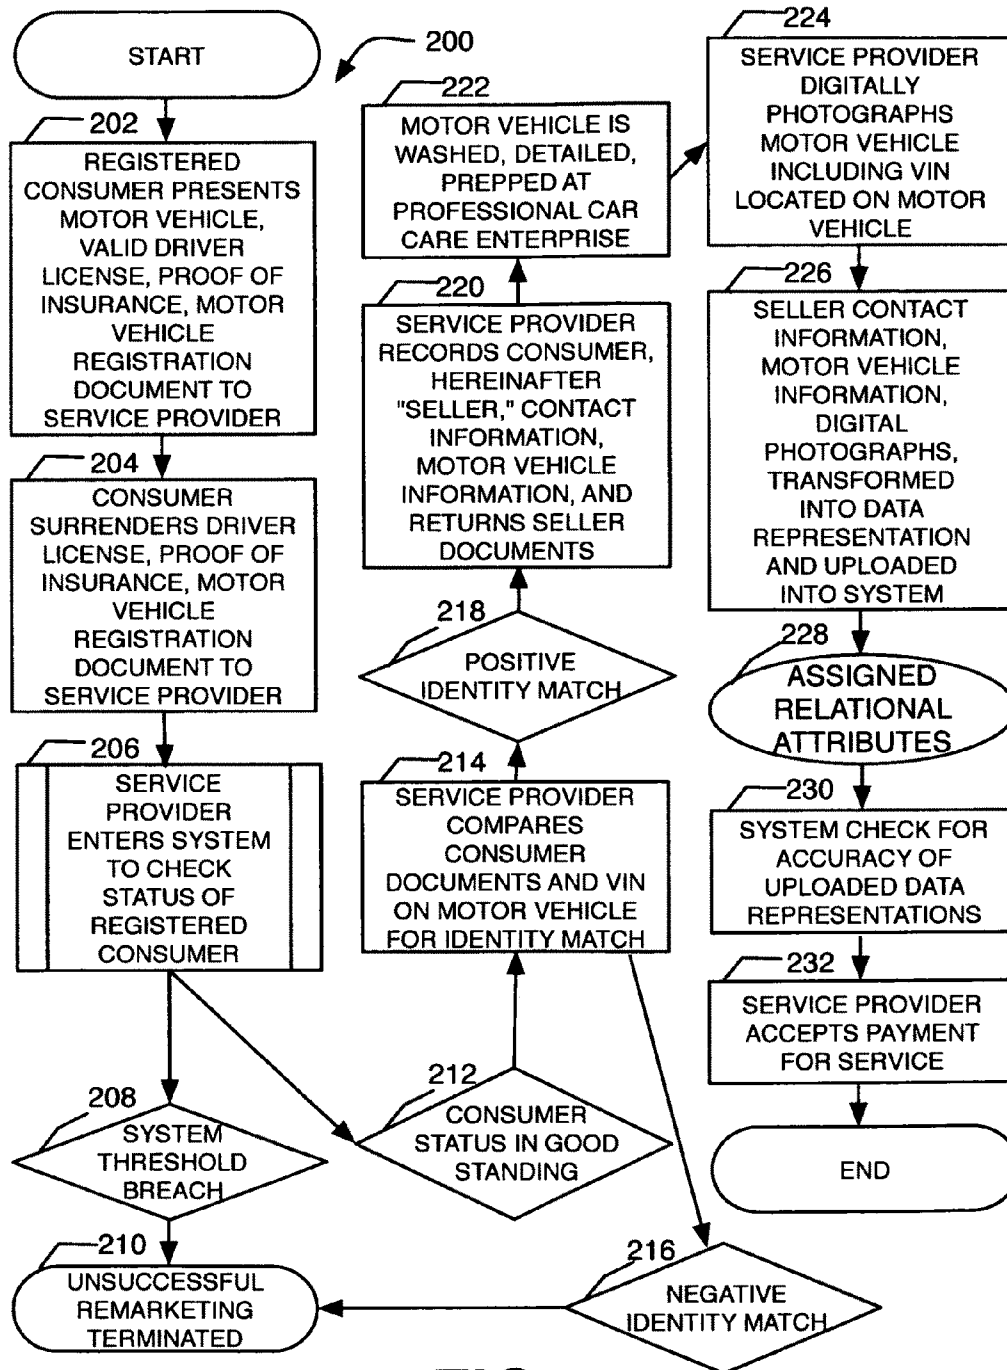 START
200
202
REGISTERED
CONSUMER PRESENTS
MOTOR VEHICLE,
VALID DRIVER
LICENSE, PROOF OF
INSURANCE, MOTOR
VEHICLE
REGISTRATION
DOCUMENT TO
SERVICE PROVIDER
204
CONSUMER
SURRENDERS DRIVER
LICENSE, PROOF OF
INSURANCE, MOTOR
VEHICLE
REGISTRATION
DOCUMENT TO
SERVICE PROVIDER
206
SERVICE
PROVIDER
ENTERS SYSTEM
TO CHECK
STATUS OF
REGISTERED
CONSUMER
208
SYSTEM
THRESHOLD
BREACH
210
UNSUCCESSFUL
REMARKETING
TERMINATED
212
CONSUMER
STATUS IN GOOD
STANDING
214
SERVICE PROVIDER
COMPARES
CONSUMER
DOCUMENTS AND VIN
ON MOTOR VEHICLE
FOR IDENTITY MATCH
216
NEGATIVE
IDENTITY MATCH
218
POSITIVE
IDENTITY MATCH
220
SERVICE PROVIDER
RECORDS CONSUMER,
HEREINAFTER
"SELLER," CONTACT
INFORMATION,
MOTOR VEHICLE
INFORMATION, AND
RETURNS SELLER
DOCUMENTS
222
MOTOR VEHICLE IS
WASHED, DETAILED,
PREPPED AT
PROFESSIONAL CAR
CARE ENTERPRISE
224
SERVICE PROVIDER
DIGITALLY
PHOTOGRAPHS
MOTOR VEHICLE
INCLUDING VIN
LOCATED ON MOTOR
VEHICLE
226
SELLER CONTACT
INFORMATION,
MOTOR VEHICLE
INFORMATION,
DIGITAL
PHOTOGRAPHS,
TRANSFORMED
INTO DATA
REPRESENTATION
AND UPLOADED
INTO SYSTEM
228
ASSIGNED
RELATIONAL
ATTRIBUTES
230
SYSTEM CHECK FOR
ACCURACY OF
UPLOADED DATA
REPRESENTATIONS
232
SERVICE PROVIDER
ACCEPTS PAYMENT
FOR SERVICE
END